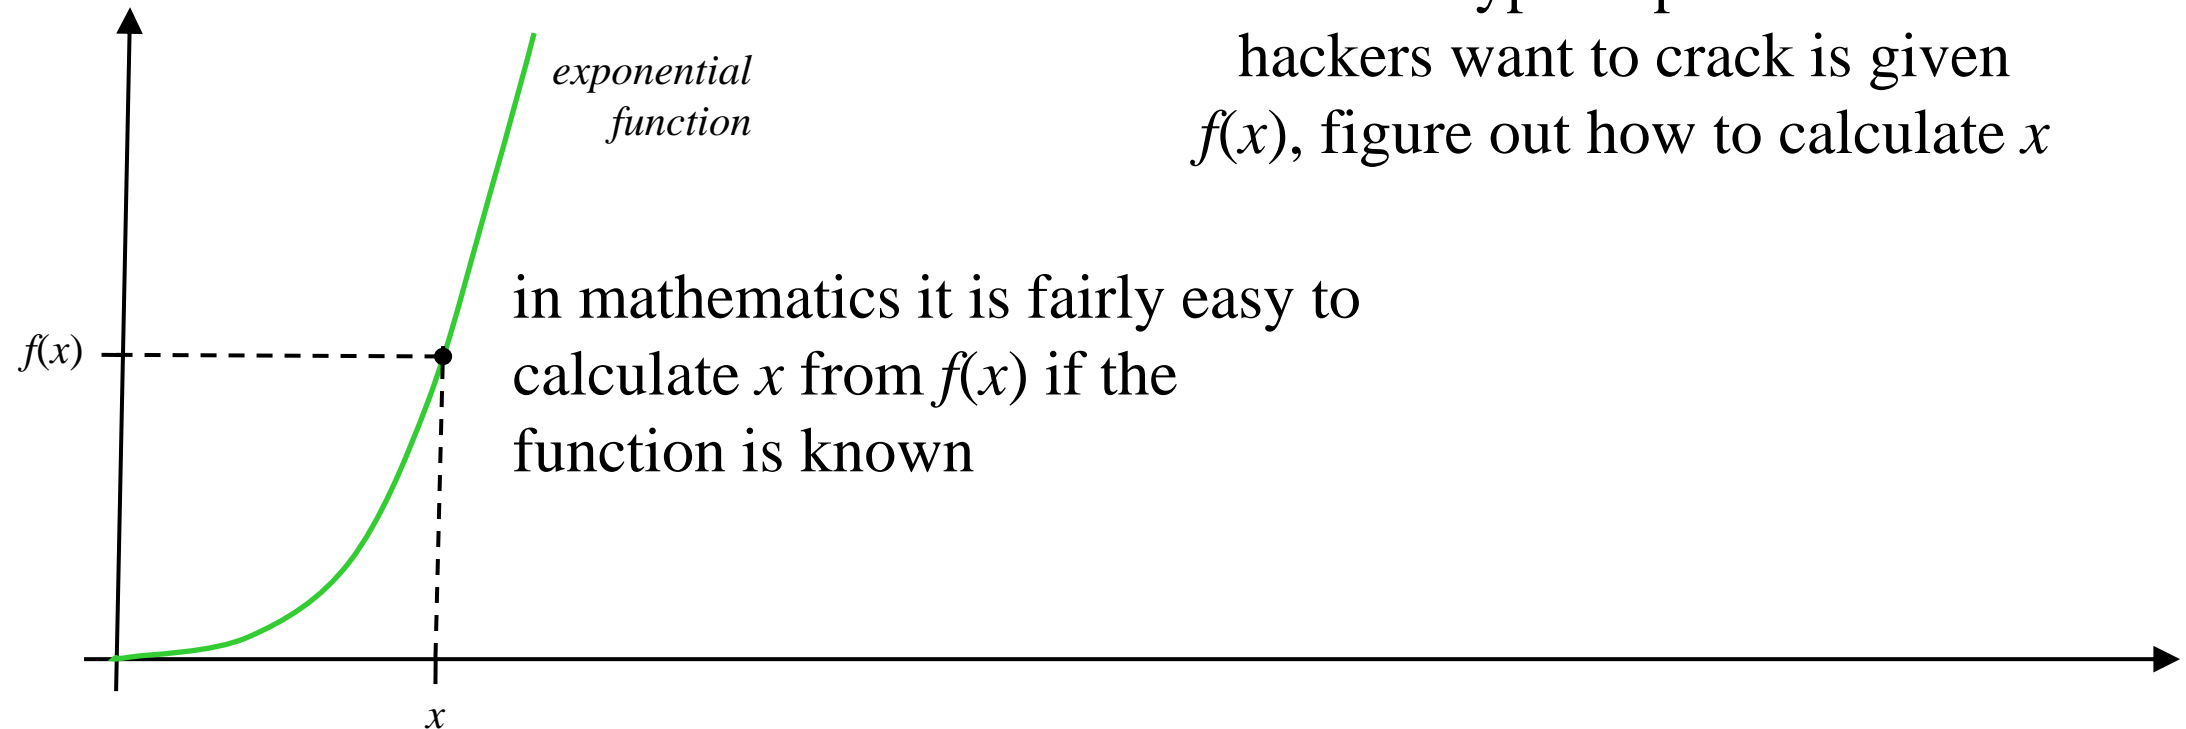 hackers want to crack is given
f(x), figure out how to calculate x
exponential
function
in mathematics it is fairly easy to
calculate x from f(x) if the
function is known
f(x)
x